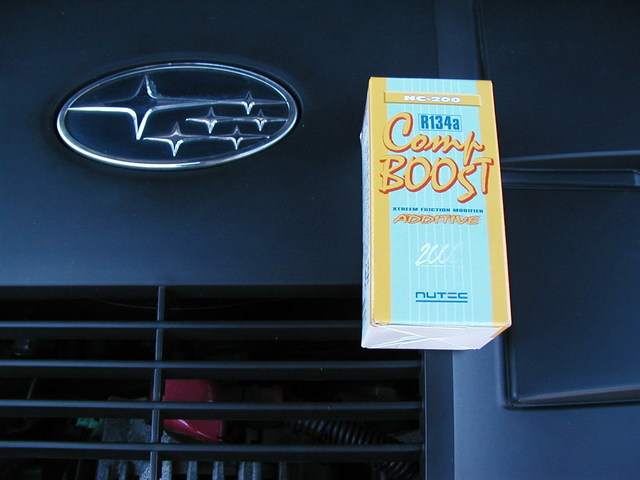 NC-200
R134a
Comp
BOOST
XTREEM FRICTION MODIFIER
ADDITIVE
2000
NUTEC